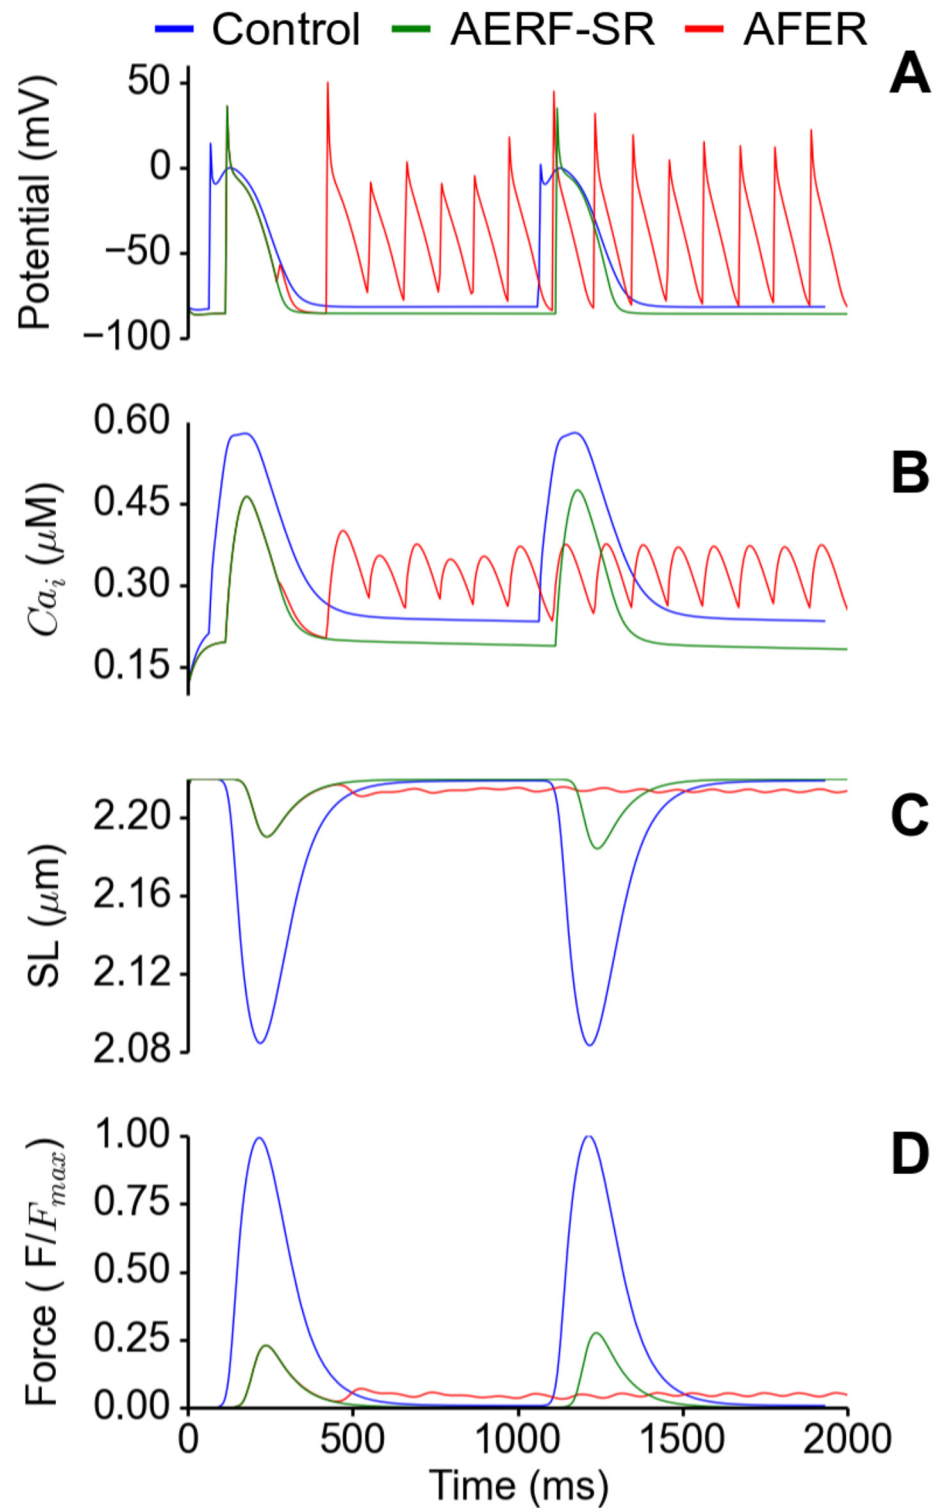 Control AERF-SR AFER
A
Potential (mV)
50
0
−50
−100
B
Ca_i (μM)
0.60
0.45
0.30
0.15
C
SL (μm)
2.20
2.16
2.12
2.08
D
Force ( F/F_max)
1.00
0.75
0.50
0.25
0.00
0 500 1000 1500 2000
Time (ms)